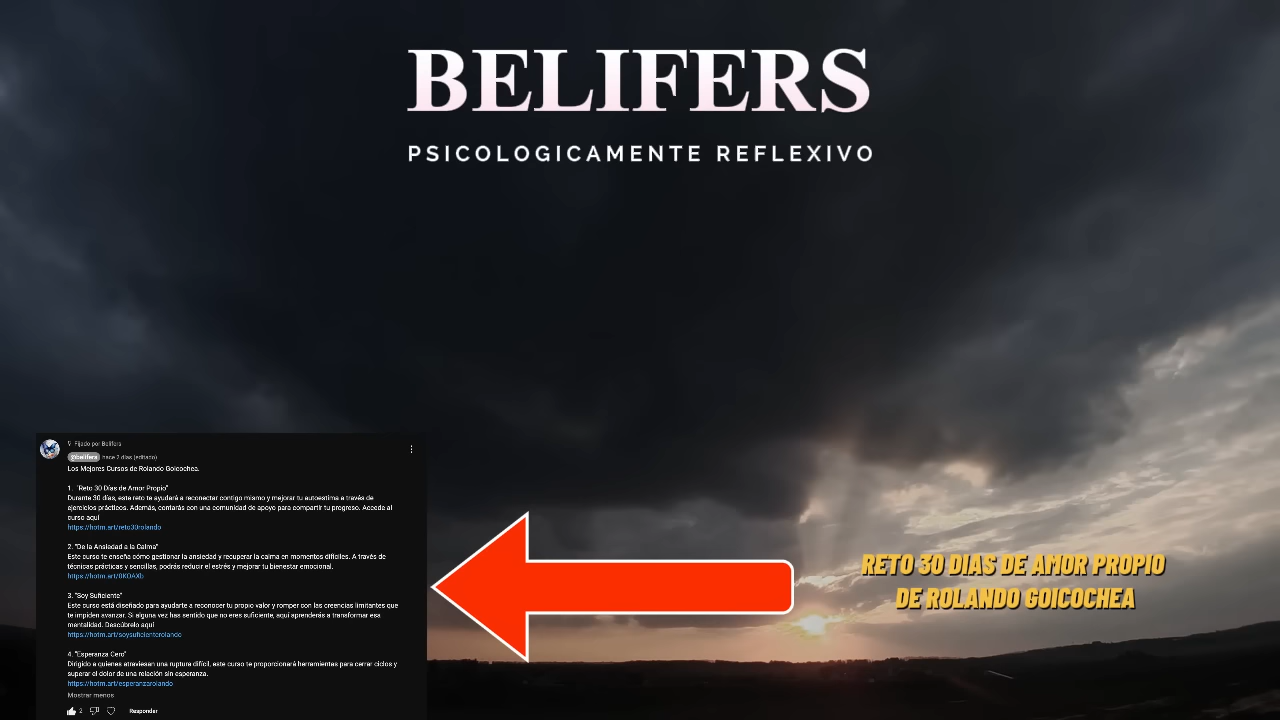 BELIFERS
PSICOLOGICAMENTE REFLEXIVO
Fijado por Belifers
@belifers hace 2 días (editado)
Los Mejores Cursos de Rolando Goicochea.
1. "Reto 30 Días de Amor Propio"
Durante 30 días, este reto te ayudará a reconectar contigo mismo y mejorar tu autoestima a través de
ejercicios prácticos. Además, contarás con una comunidad de apoyo para compartir tu progreso. Accede al
curso aquí
https://hotm.art/reto30rolando
2. "De la Ansiedad a la Calma"
Este curso te enseña cómo gestionar la ansiedad y recuperar la calma en momentos difíciles. A través de
técnicas prácticas y sencillas, podrás reducir el estrés y mejorar tu bienestar emocional.
https://hotm.art/0KOAXb
3. "Soy Suficiente"
Este curso está diseñado para ayudarte a reconocer tu propio valor y romper con las creencias limitantes que
te impiden avanzar. Si alguna vez has sentido que no eres suficiente, aquí aprenderás a transformar esa
mentalidad. Descúbrelo aquí
https://hotm.art/soysuficienterolando
4. "Esperanza Cero"
Dirigido a quienes atraviesan una ruptura difícil, este curso te proporcionará herramientas para cerrar ciclos y
superar el dolor de una relación sin esperanza.
https://hotm.art/esperanzarolando
Mostrar menos
2 Responder
RETO 30 DIAS DE AMOR PROPIO
DE ROLANDO GOICOCHEA